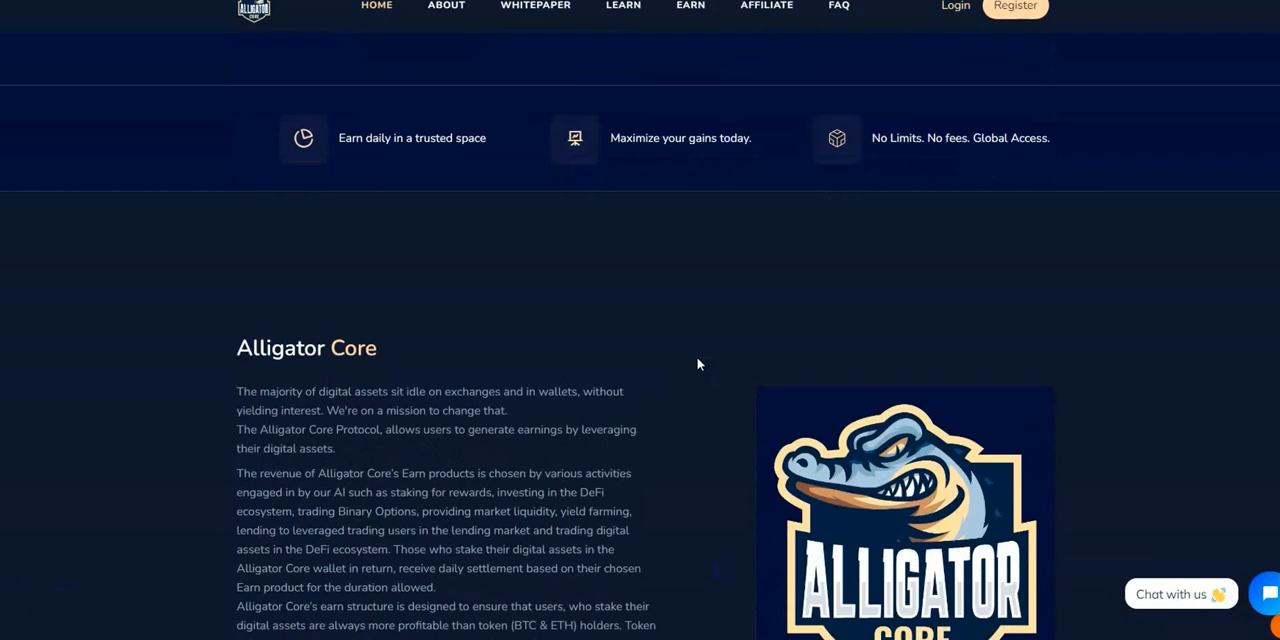 ALLIGATOR
CORE
HOME ABOUT WHITEPAPER LEARN EARN AFFILIATE FAQ Login Register
Earn daily in a trusted space Maximize your gains today. No Limits. No fees. Global Access.
Alligator Core
The majority of digital assets sit idle on exchanges and in wallets, without
yielding interest. We're on a mission to change that.
The Alligator Core Protocol, allows users to generate earnings by leveraging
their digital assets.
The revenue of Alligator Core's Earn products is chosen by various activities
engaged in by our AI such as staking for rewards, investing in the DeFi
ecosystem, trading Binary Options, providing market liquidity, yield farming,
lending to leveraged trading users in the lending market and trading digital
assets in the DeFi ecosystem. Those who stake their digital assets in the
Alligator Core wallet in return, receive daily settlement based on their chosen
Earn product for the duration allowed.
Alligator Core's earn structure is designed to ensure that users, who stake their
digital assets are always more profitable than token (BTC & ETH) holders. Token
ALLIGATOR
CORE
Chat with us 👋